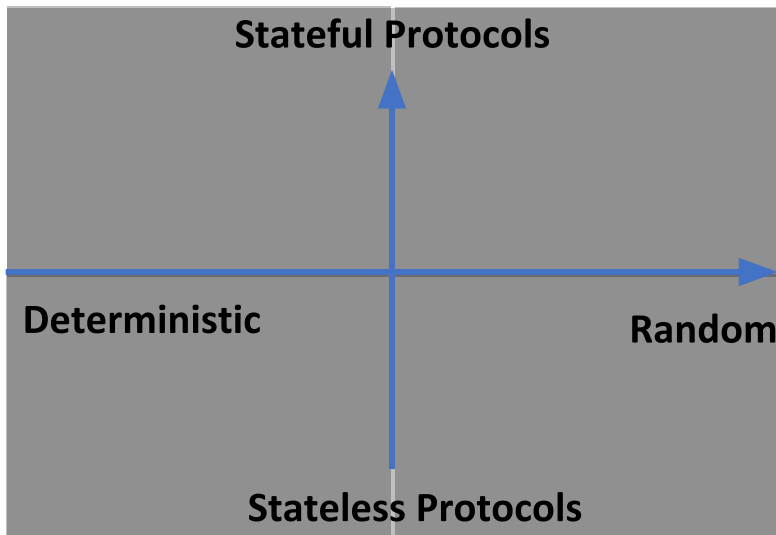 Stateful Protocols
Deterministic
Random
Stateless Protocols